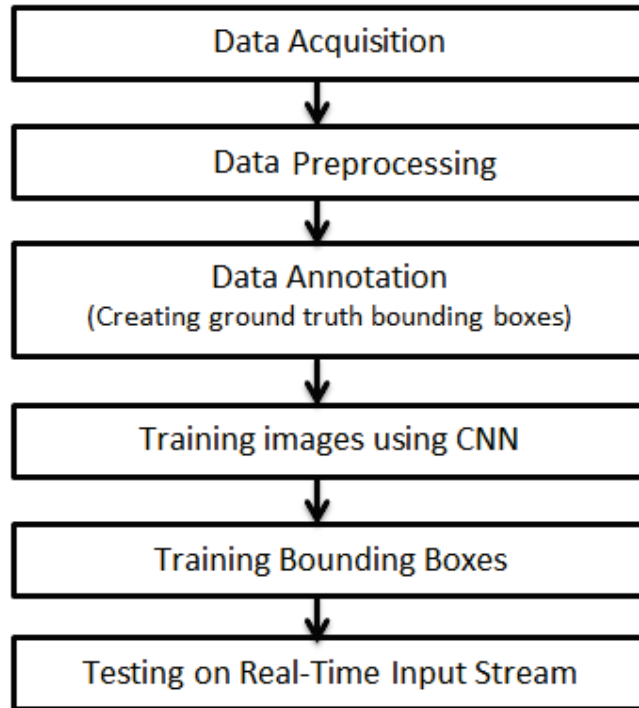 Data Acquisition
Data Preprocessing
Data Annotation
(Creating ground truth bounding boxes)
Training images using CNN
Training Bounding Boxes
Testing on Real-Time Input Stream